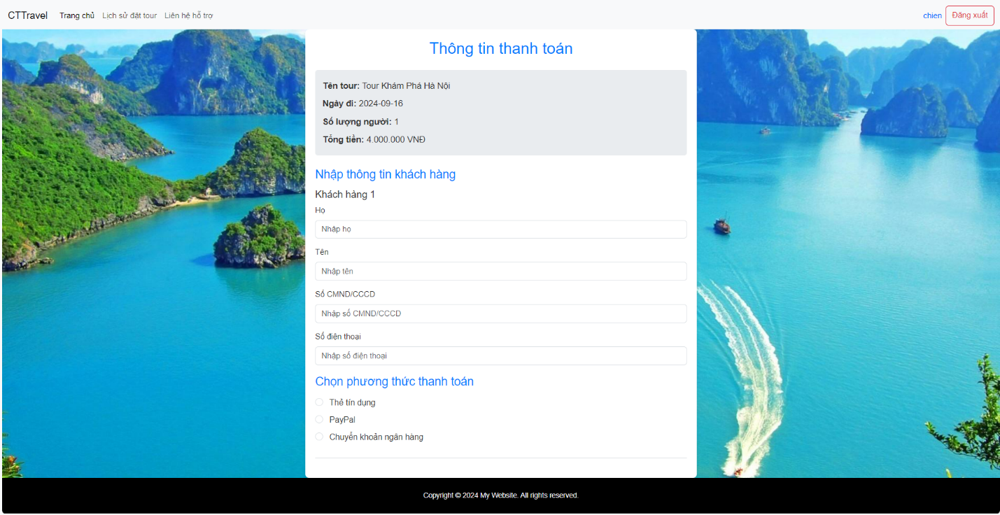 CTTravel Trang chủ Lịch sử đặt tour Liên hệ hỗ trợ chien Đăng xuất
Thông tin thanh toán
Tên tour: Tour Khám Phá Hà Nội
Ngày đi: 2024-09-16
Số lượng người: 1
Tổng tiền: 4.000.000 VNĐ
Nhập thông tin khách hàng
Khách hàng 1
Họ
Nhập họ
Tên
Nhập tên
Số CMND/CCCD
Nhập số CMND/CCCD
Số điện thoại
Nhập số điện thoại
Chọn phương thức thanh toán
Thẻ tín dụng
PayPal
Chuyển khoản ngân hàng
Copyright © 2024 My Website. All rights reserved.